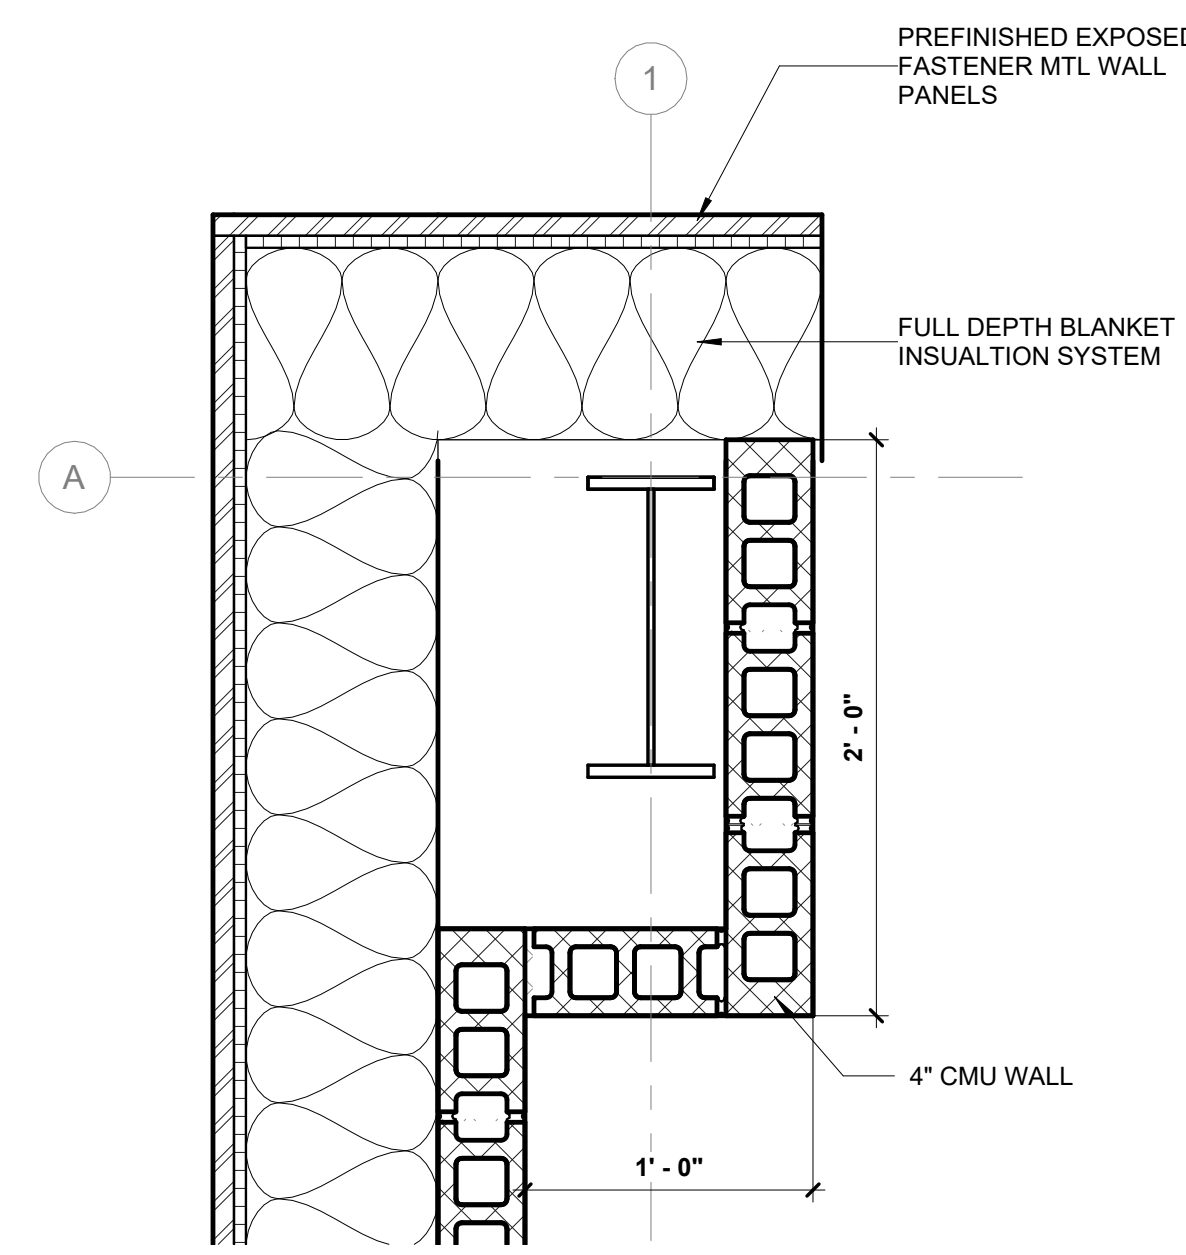 PREFINISHED EXPOSED
FASTENER MTL WALL
PANELS
1
FULL DEPTH BLANKET
INSUALTION SYSTEM
A
2' - 0"
4" CMU WALL
1' - 0"